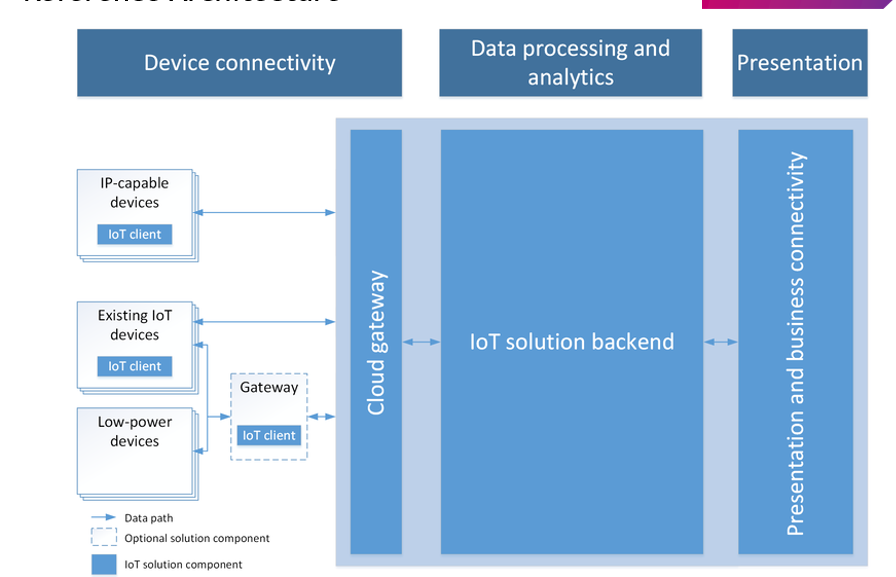 Reference Architecture
Device connectivity
Data processing and
analytics
Presentation
IP-capable
devices
IoT client
Existing IoT
devices
IoT client
Gateway
IoT client
Low-power
devices
Cloud gateway
IoT solution backend
Presentation and business connectivity
Data path
Optional solution component
IoT solution component